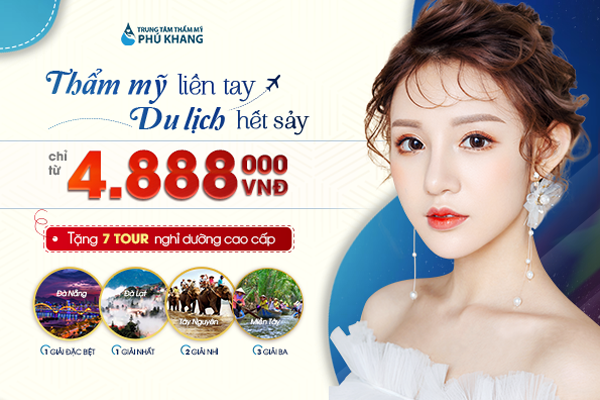 TRUNG TÂM THẨM MỸ
PHÚ KHANG
Thẩm mỹ liền tay
Du lịch hết sảy
chỉ từ 4.888 000 VNĐ
Tặng 7 TOUR nghỉ dưỡng cao cấp
Đà Nẵng
Đà Lạt
Tây Nguyên
Miền Tây
1 GIẢI ĐẶC BIỆT
1 GIẢI NHẤT
2 GIẢI NHÌ
3 GIẢI BA